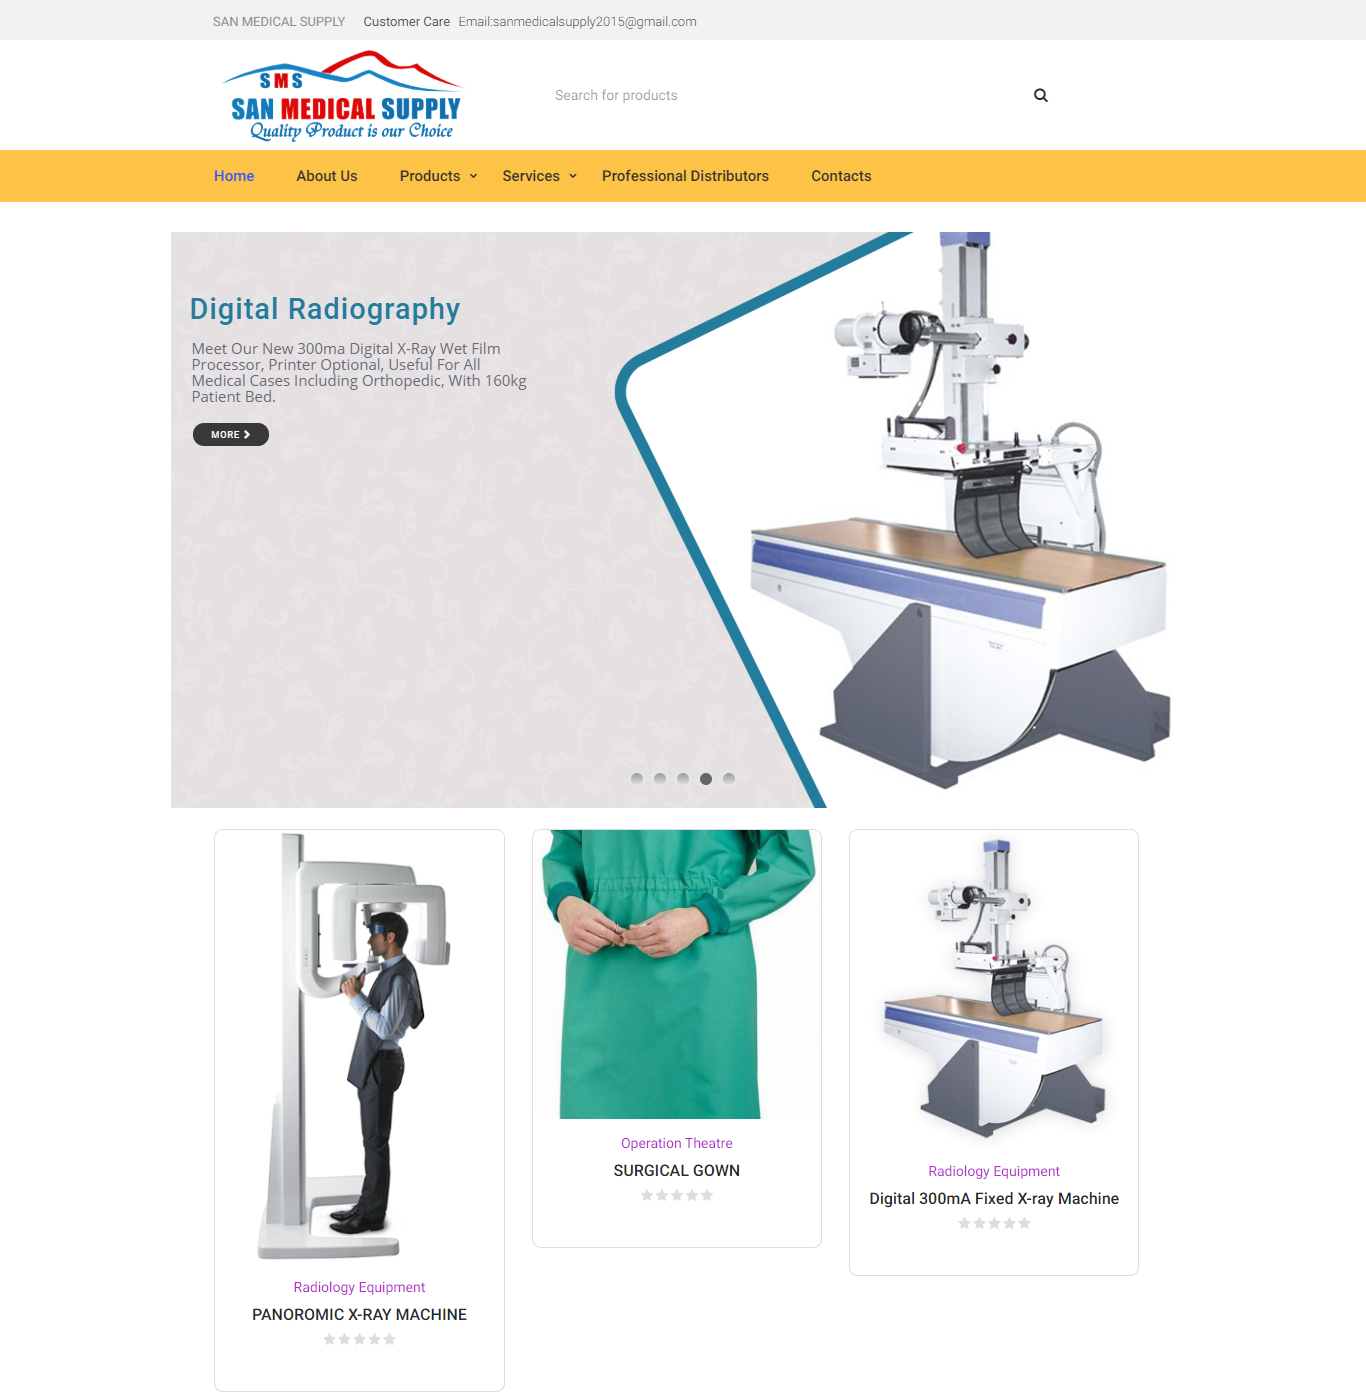 SAN MEDICAL SUPPLY Customer Care Email:sanmedicalsupply2015@gmail.com
SMS
SAN MEDICAL SUPPLY
Quality Product is our Choice
Search for products
Home About Us Products Services Professional Distributors Contacts
Digital Radiography
Meet Our New 300ma Digital X-Ray Wet Film
Processor, Printer Optional, Useful For All
Medical Cases Including Orthopedic, With 160kg
Patient Bed.
MORE
Radiology Equipment
PANOROMIC X-RAY MACHINE
Operation Theatre
SURGICAL GOWN
Radiology Equipment
Digital 300mA Fixed X-ray Machine